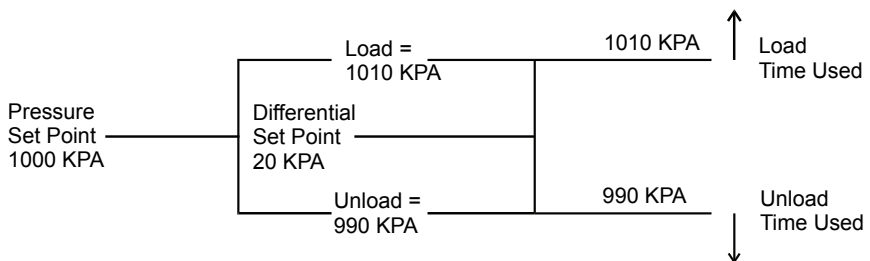 Pressure
Set Point
1000 KPA
Load =
1010 KPA
Differential
Set Point
20 KPA
Unload =
990 KPA
1010 KPA
Load
Time Used
990 KPA
Unload
Time Used